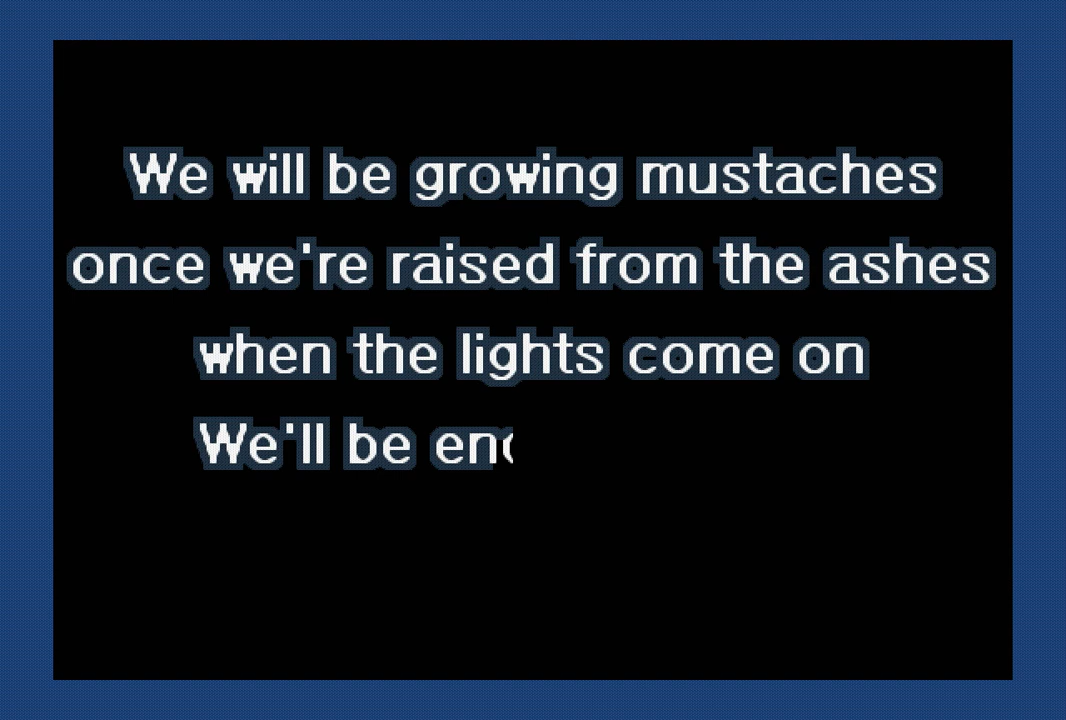 We will be growing mustaches
once we're raised from the ashes
when the lights come on
We'll be